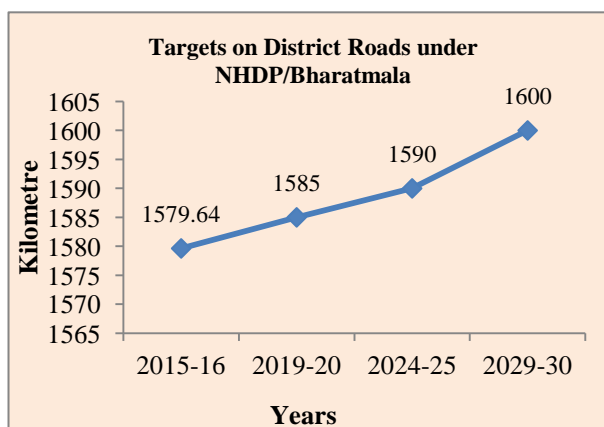 Targets on District Roads under
NHDP/Bharatmala
1605
1600
1595
1590
1585
1580
1575
1570
1565
Kilometre
1579.64
1585
1590
1600
2015-16 2019-20 2024-25 2029-30
Years